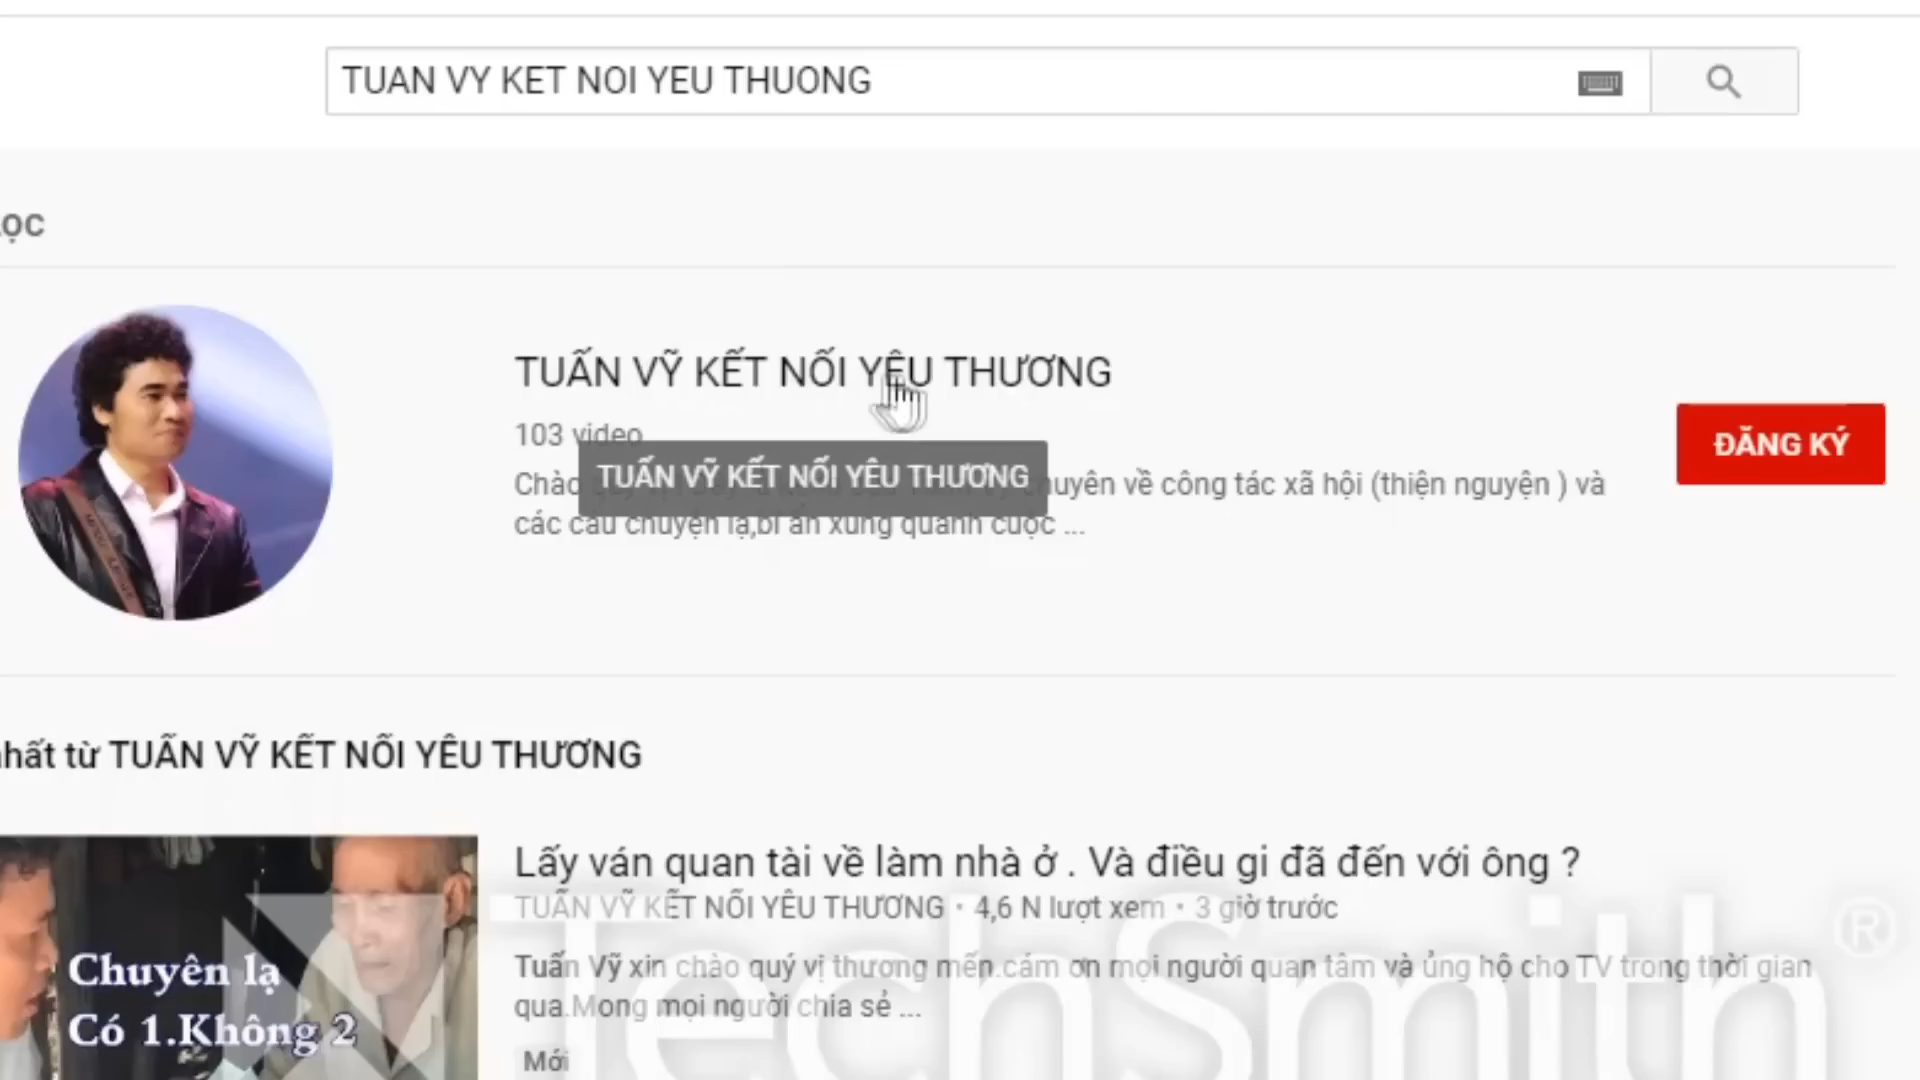 TUAN VY KET NOI YEU THUONG
ỌC
TUẤN VỸ KẾT NỐI YÊU THƯƠNG
103 video
TUẤN VỸ KẾT NỐI YÊU THƯƠNG
Chào chuyên về công tác xã hội (thiện nguyện ) và
các câu chuyện lạ,bí ẩn xung quanh cuộc ...
ĐĂNG KÝ
nhất từ TUẤN VỸ KẾT NỐI YÊU THƯƠNG
Lấy ván quan tài về làm nhà ở . Và điều gi đã đến với ông ?
TUẤN VỸ KẾT NỐI YÊU THƯƠNG • 4,6 N lượt xem • 3 giờ trước
Chuyện lạ
Có 1.Không 2
Tuấn Vỹ xin chào quý vị thương mến.cám ơn mọi người quan tâm và ủng hộ cho TV trong thời gian
qua.Mong mọi người chia sẻ ...
Mới
TechSmith®